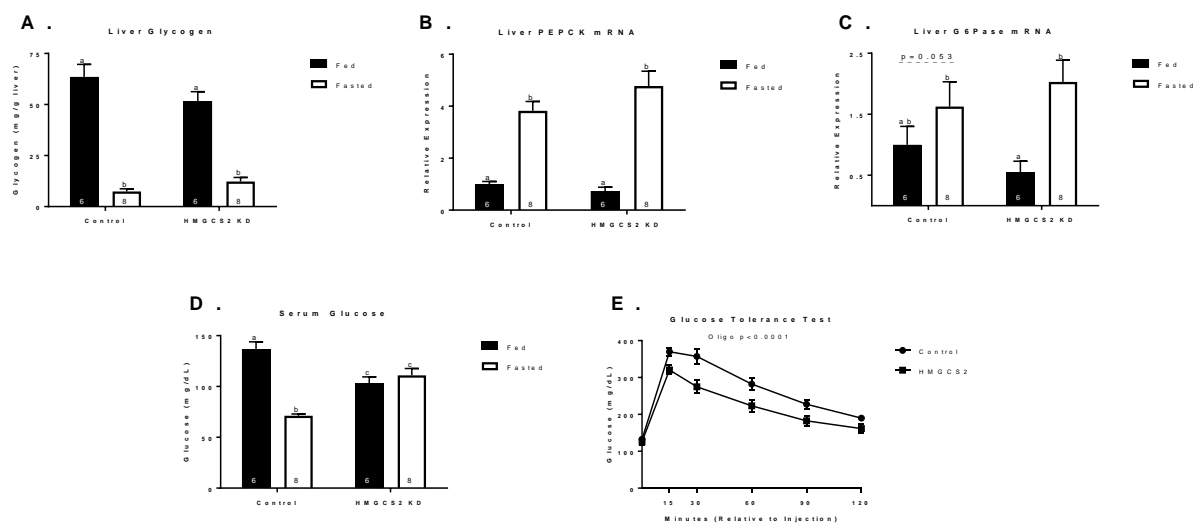 A.
Liver Glycogen
75
50
25
0
Glycogen (mg/g liver)
a
b
a
b
6
8
6
8
Control
HMGCS2 KD
Fed
Fasted
B.
Liver PEPCK mRNA
6
4
2
0
Relative Expression
a
b
a
b
6
8
6
8
Control
HMGCS2 KD
Fed
Fasted
C.
Liver G6Pase mRNA
2.5
1.5
0.5
Relative Expression
p=0.053
ab
b
a
b
6
8
6
8
Control
HMGCS2 KD
Fed
Fasted
D.
Serum Glucose
150
100
50
0
Glucose (mg/dL)
a
b
c
c
6
8
6
8
Control
HMGCS2 KD
Fed
Fasted
E.
Glucose Tolerance Test
Oligo p<0.0001
400
300
200
100
0
Glucose (mg/dL)
15
30
60
90
120
Minutes (Relative to Injection)
Control
HMGCS2